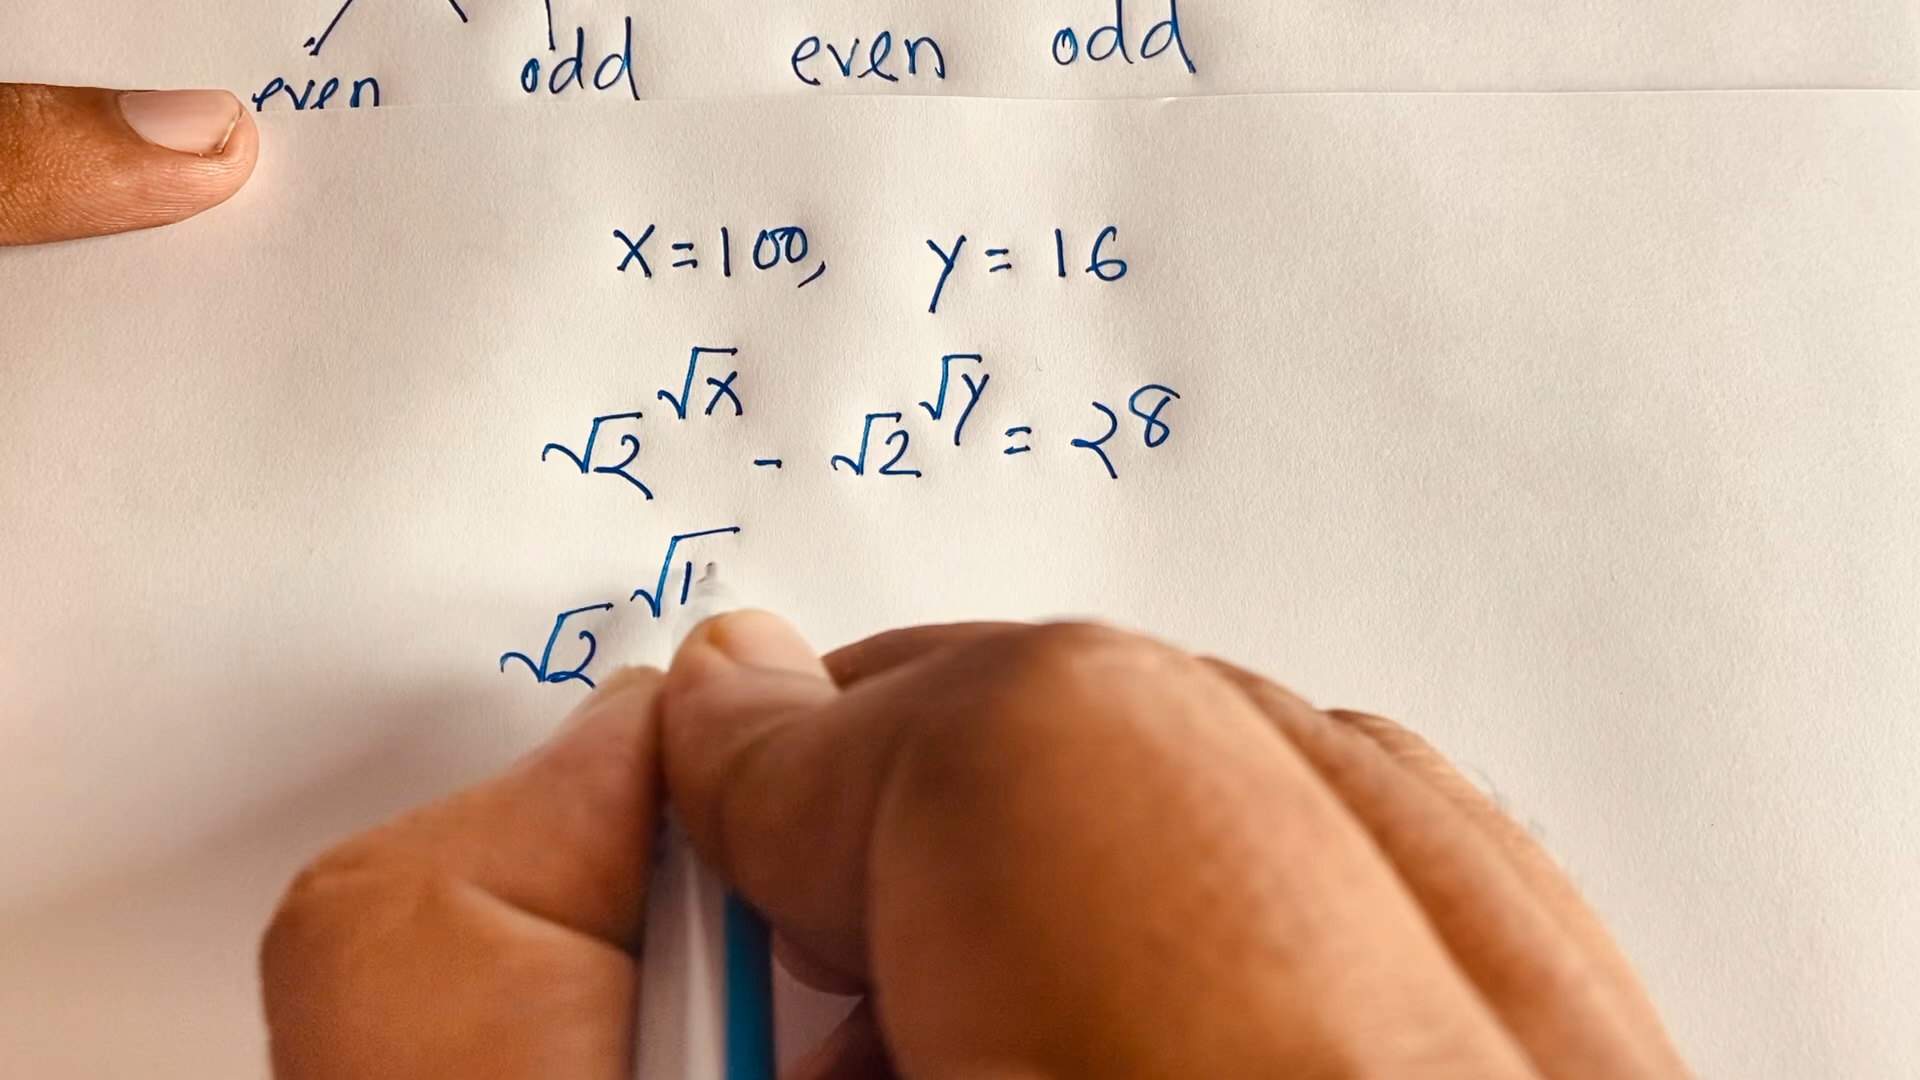 even odd even odd
x=100, y=16
√2^√x - √2^√y = 28
√2^√1